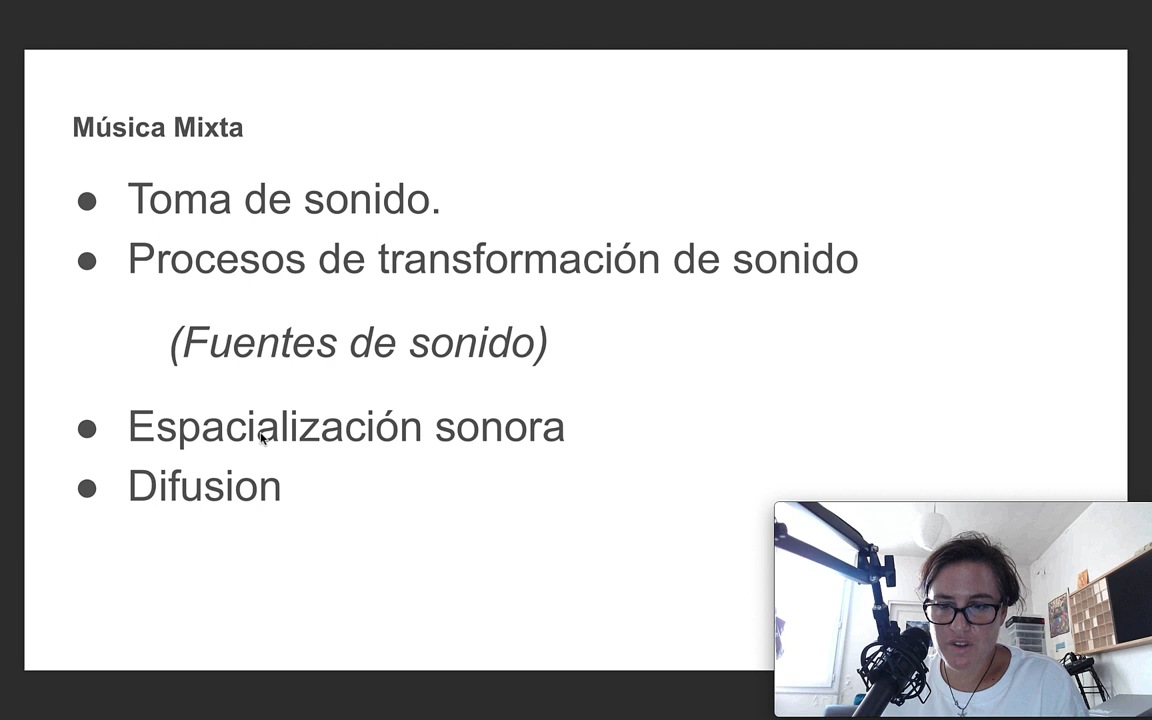 Música Mixta
● Toma de sonido.
● Procesos de transformación de sonido
(Fuentes de sonido)
● Espacialización sonora
● Difusion